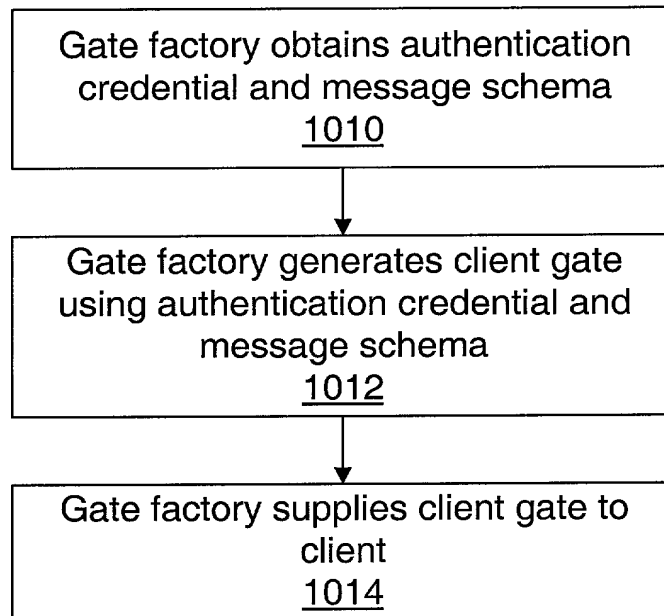 Gate factory obtains authentication
credential and message schema
1010
Gate factory generates client gate
using authentication credential and
message schema
1012
Gate factory supplies client gate to
client
1014